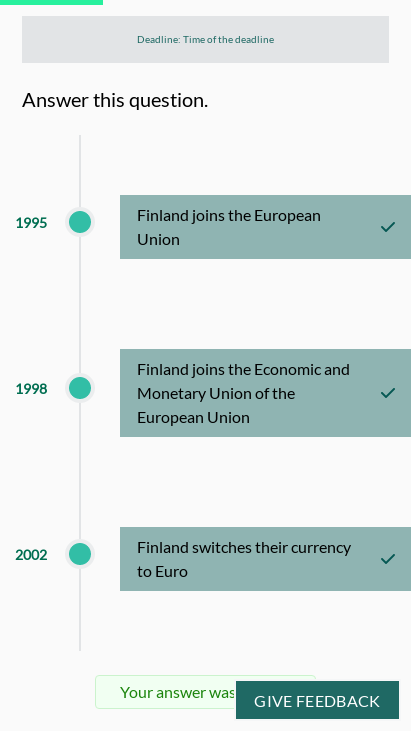 Deadline: Time of the deadline
Answer this question.
1995
Finland joins the European
Union
1998
Finland joins the Economic and
Monetary Union of the
European Union
2002
Finland switches their currency
to Euro
Your answer was
GIVE FEEDBACK